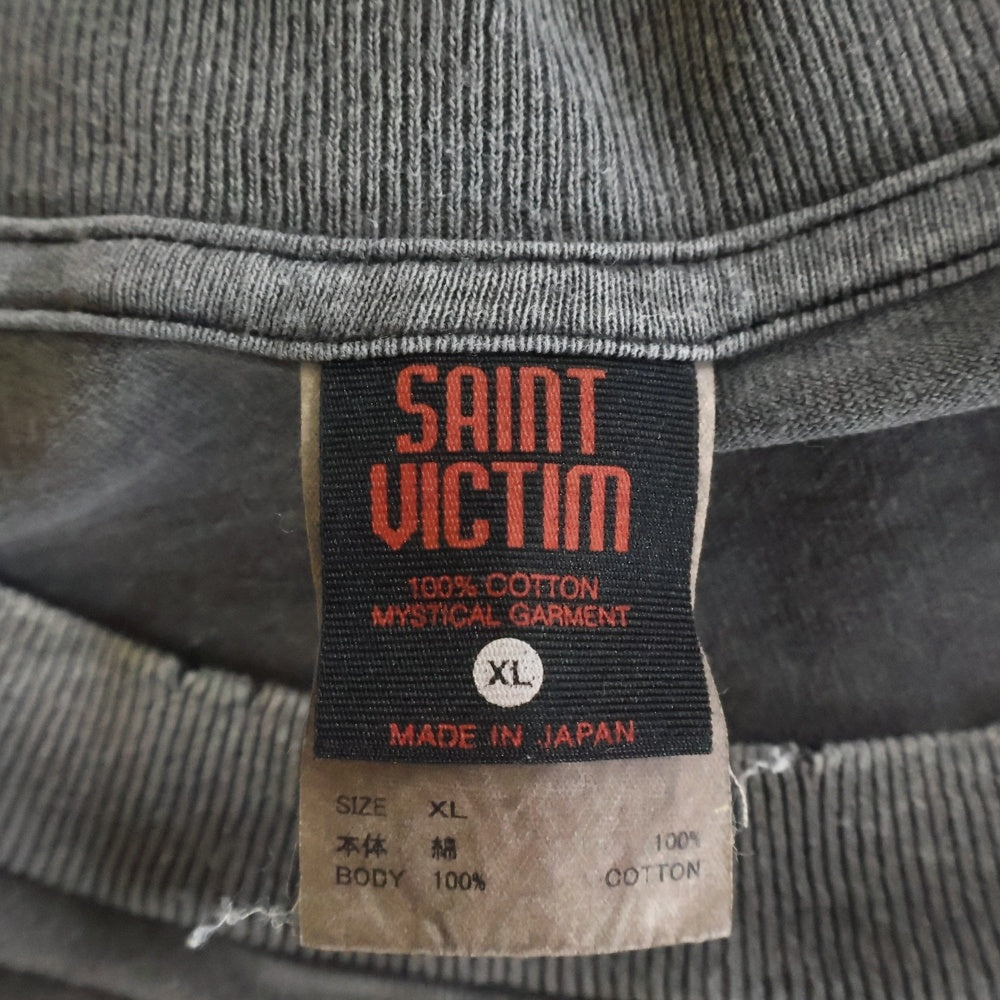 SAINT
VICTIM
100% COTTON
MYSTICAL GARMENT
XL
MADE IN JAPAN
SIZE XL
本体 綿 100%
BODY 100% COTTON